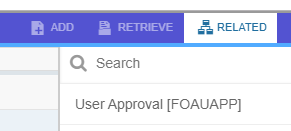 ADD RETRIEVE RELATED
Search
User Approval [FOAUAPP]